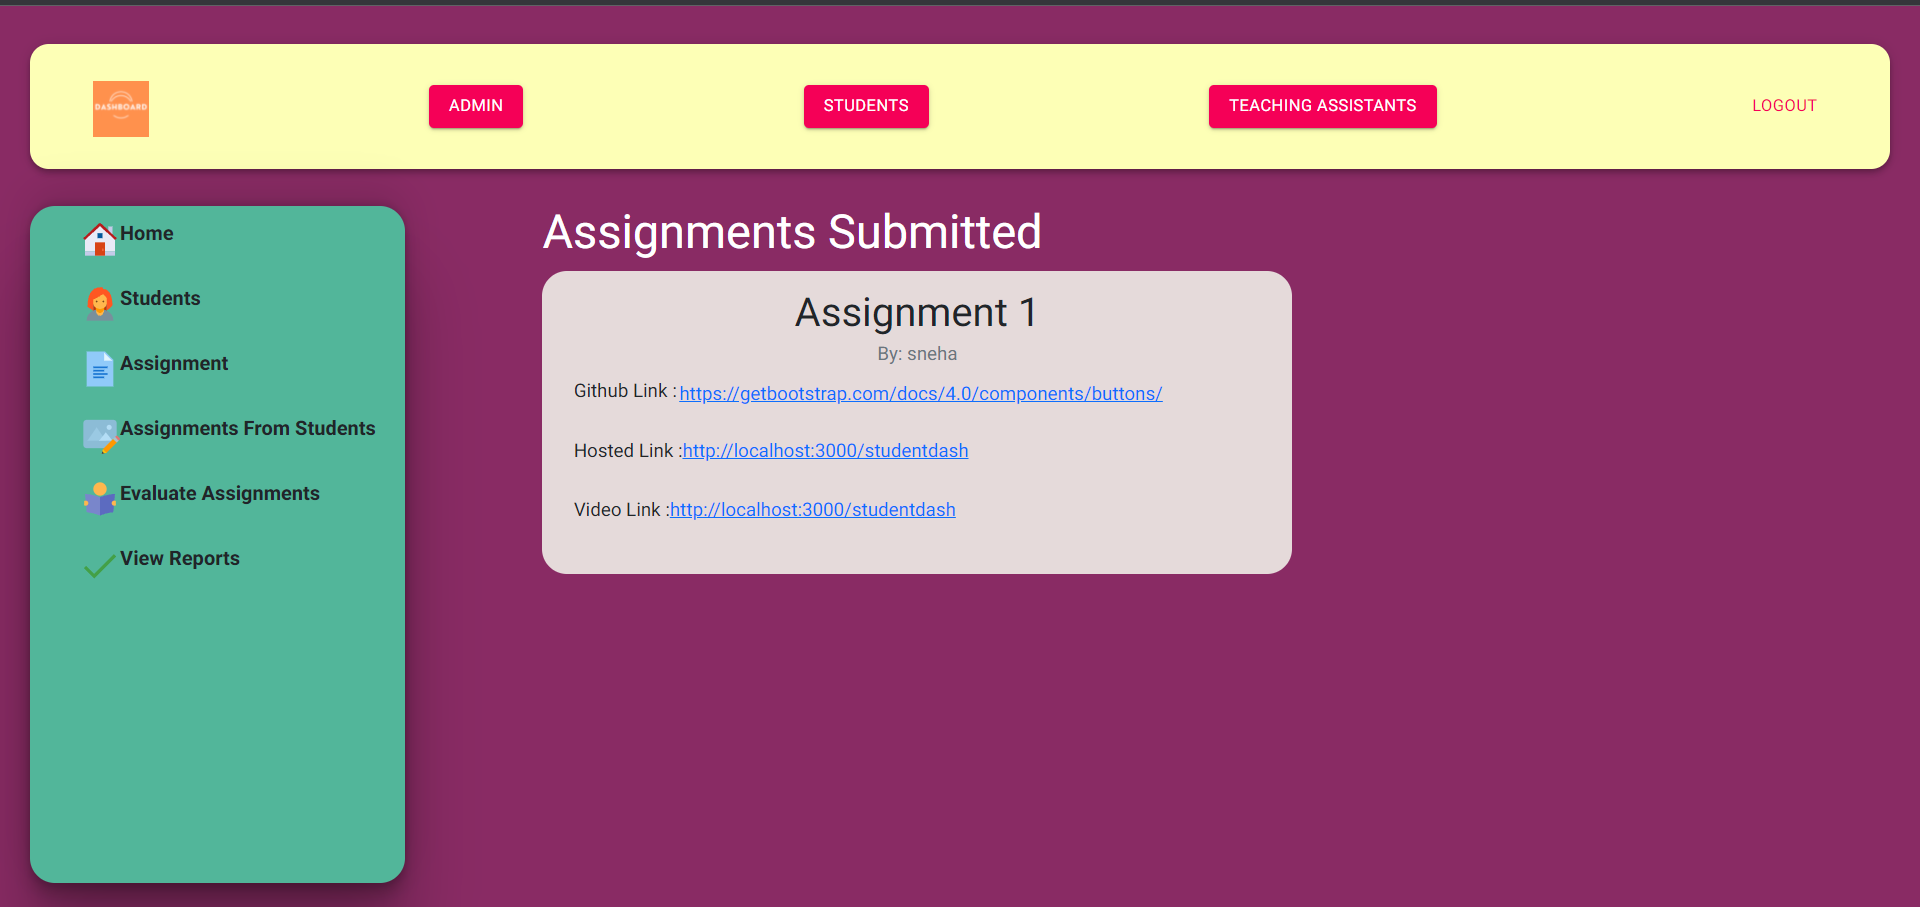 DASHBOARD
ADMIN
STUDENTS
TEACHING ASSISTANTS
LOGOUT
Home
Students
Assignment
Assignments From Students
Evaluate Assignments
View Reports
Assignments Submitted
Assignment 1
By: sneha
Github Link : https://getbootstrap.com/docs/4.0/components/buttons/
Hosted Link :http://localhost:3000/studentdash
Video Link :http://localhost:3000/studentdash